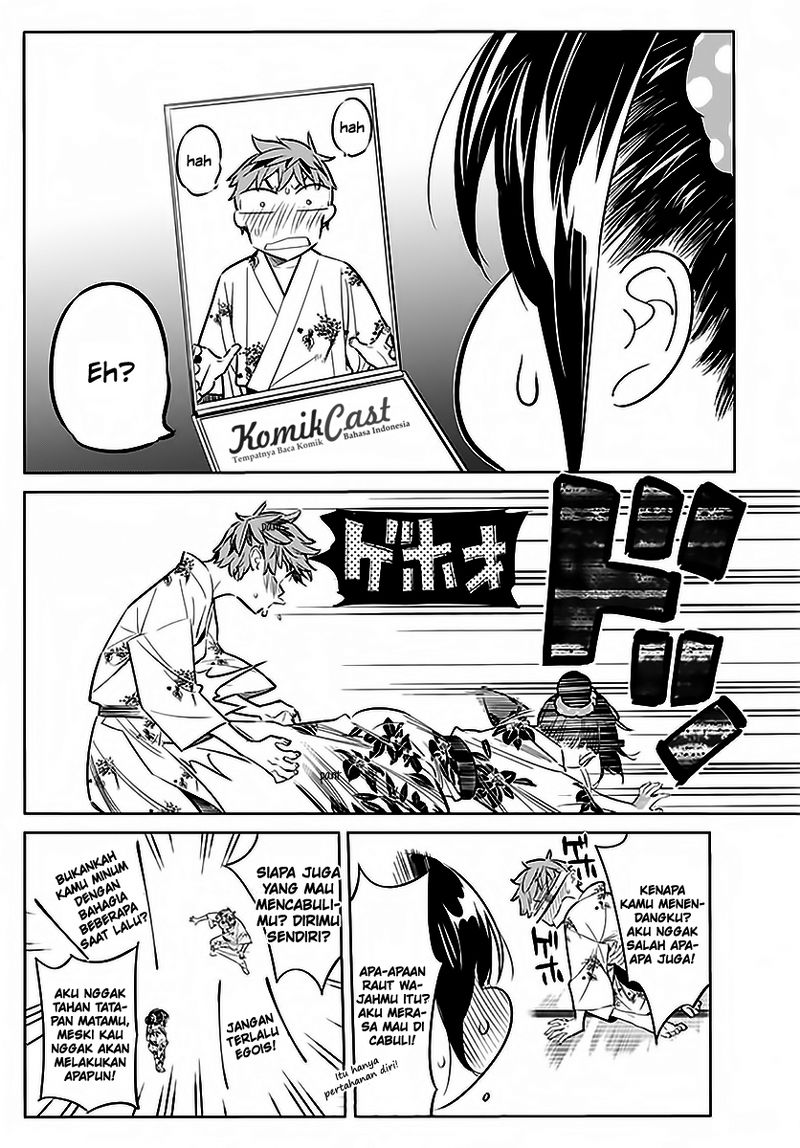 hah
hah
Eh?
KomikCast
Tempatnya Baca Komik Bahasa Indonesia
ゲホオ
ド
KENAPA
KAMU MENEN-
DANGKU? AKU NGGAK
SALAH APA-
APA JUGA!
APA-APAAN
RAUT WA-
JAHMU ITU?
AKU MERA-
SA MAU DI
CABULI!
Itu hanya
pertahanan diri!
SIAPA JUGA
YANG MAU
MENCABULI-
MU? DIRIMU
SENDIRI?
JANGAN
TERLALU
EGOIS!
BUKANKAH
KAMU MINUM
DENGAN
BAHAGIA
BEBERAPA
SAAT LALU?
AKU NGGAK
TAHAN TATA-
PAN MATAMU,
MESKI KAU
NGGAK AKAN
MELAKUKAN
APAPUN!